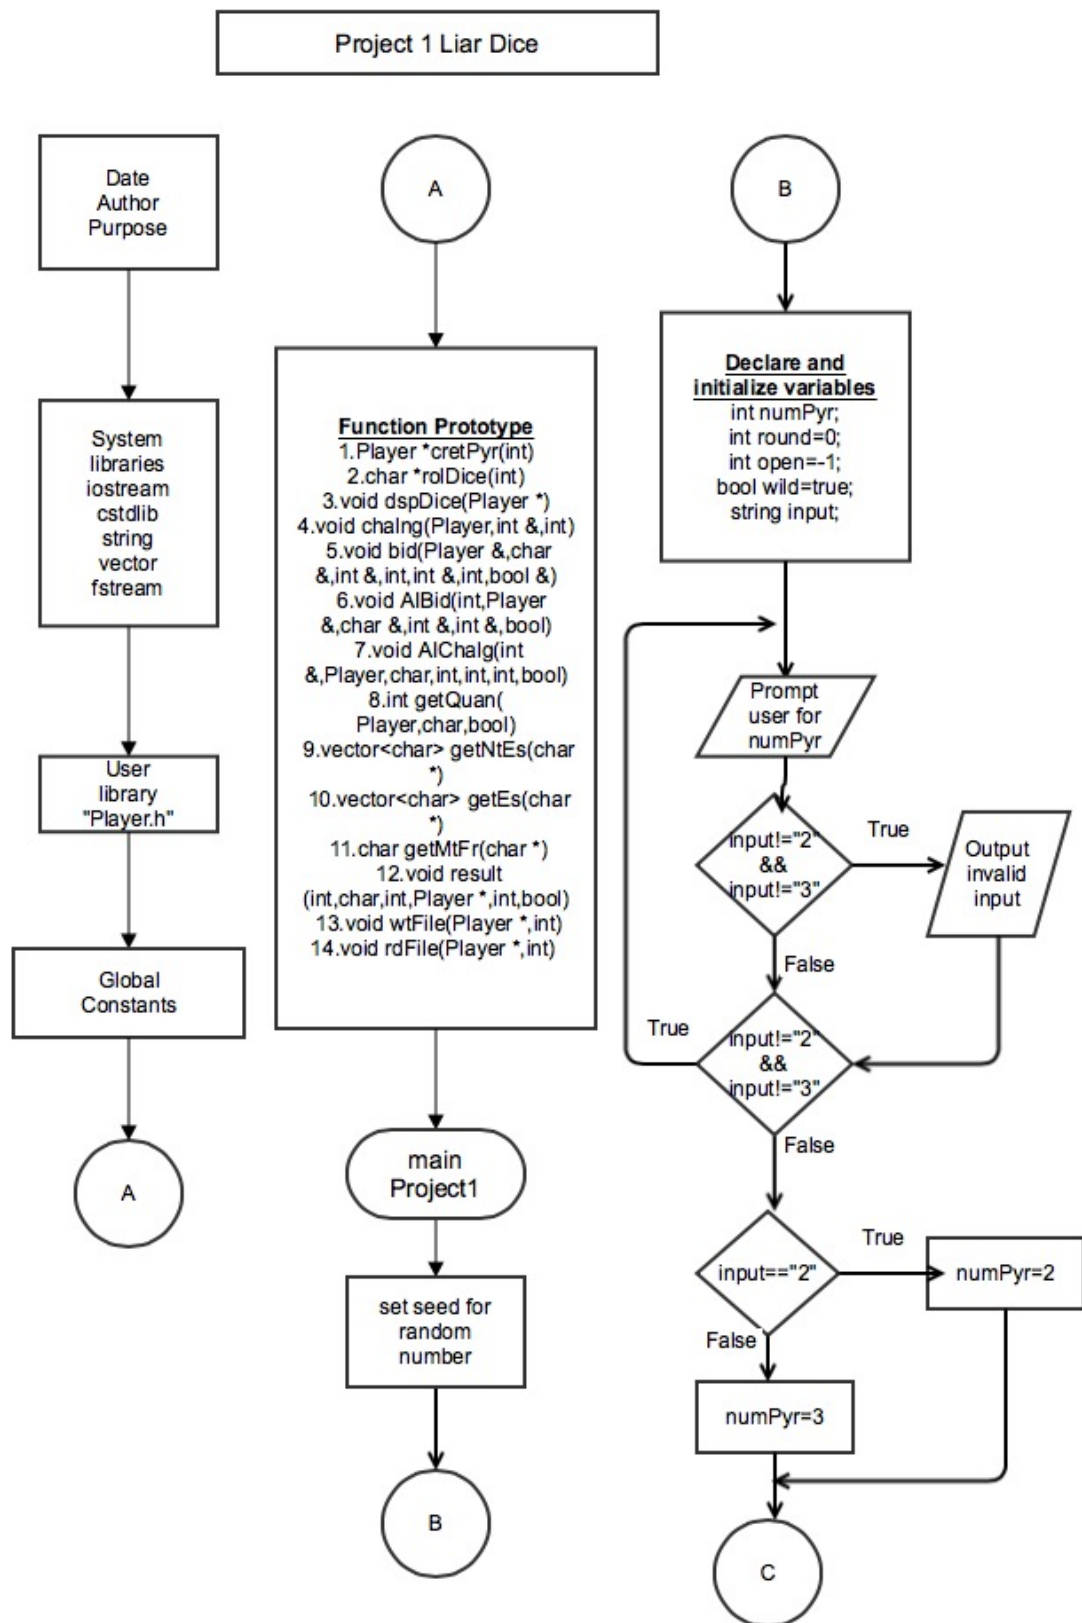 Project 1 Liar Dice
Date
Author
Purpose
System
libraries
iostream
cstdlib
string
vector
fstream
User
library
"Player.h"
Global
Constants
A
A
Function Prototype
1.Player *cretPyr(int)
2.char *rolDice(int)
3.void dspDice(Player *)
4.void chalng(Player,int &,int)
5.void bid(Player &,char
&,int &,int,int &,int,bool &)
6.void AIBid(int,Player
&,char &,int &,int &,bool)
7.void AIChalg(int
&,Player,char,int,int,int,bool)
8.int getQuan(
Player,char,bool)
9.vector<char> getNtEs(char
*)
10.vector<char> getEs(char
*)
11.char getMtFr(char *)
12.void result
(int,char,int,Player *,int,bool)
13.void wtFile(Player *,int)
14.void rdFile(Player *,int)
main
Project1
set seed for
random
number
B
B
Declare and
initialize variables
int numPyr;
int round=0;
int open=-1;
bool wild=true;
string input;
Prompt
user for
numPyr
input!="2"
&&
input!="3"
True
Output
invalid
input
False
input!="2"
&&
input!="3"
True
False
input=="2"
True
numPyr=2
False
numPyr=3
C